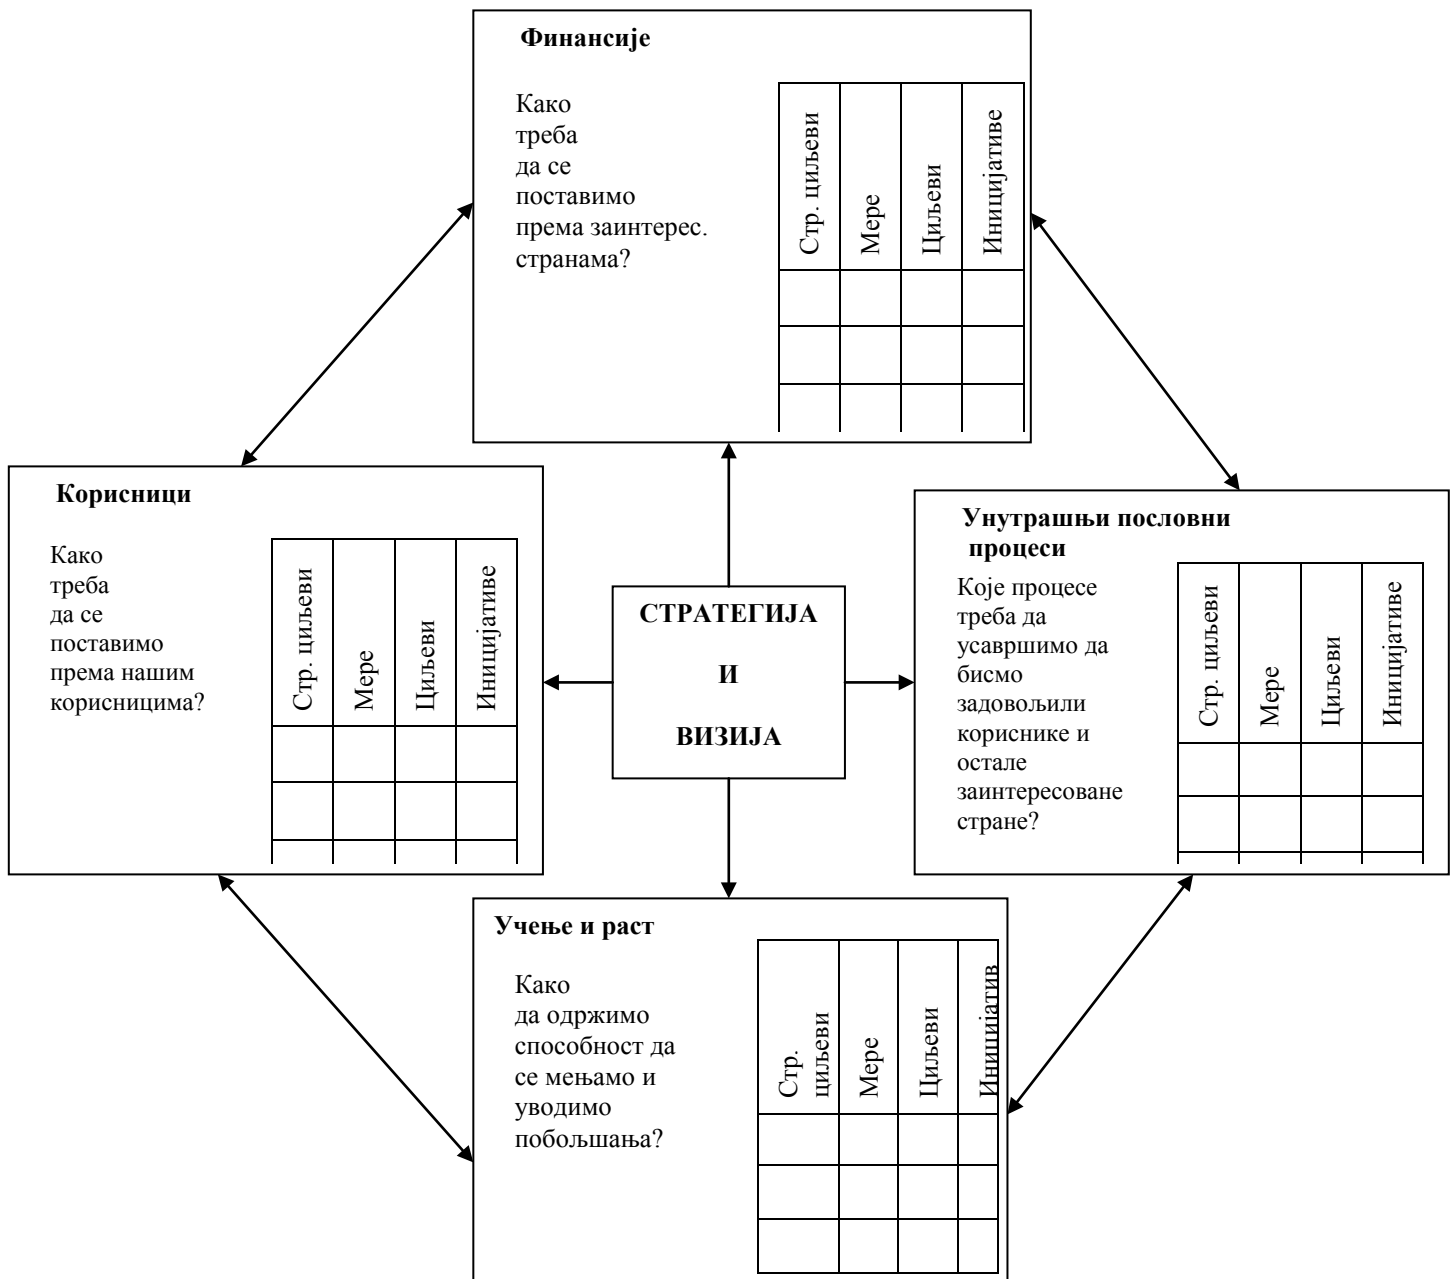 Финансије
Како
треба
да се
поставимо
према заинтерес.
странама?
Стр. циљеви
Мере
Циљеви
Иницијативе
Корисници
Како
треба
да се
поставимо
према нашим
корисницима?
Стр. циљеви
Мере
Циљеви
Иницијативе
СТРАТЕГИЈА
И
ВИЗИЈА
Унутрашњи пословни
процеси
Које процесе
треба да
усавршимо да
бисмо
задовољили
кориснике и
остале
заинтересоване
стране?
Стр. циљеви
Мере
Циљеви
Иницијативе
Учење и раст
Како
да одржимо
способност да
се мењамо и
уводимо
побољшања?
Стр.
циљеви
Мере
Циљеви
Иницијатив